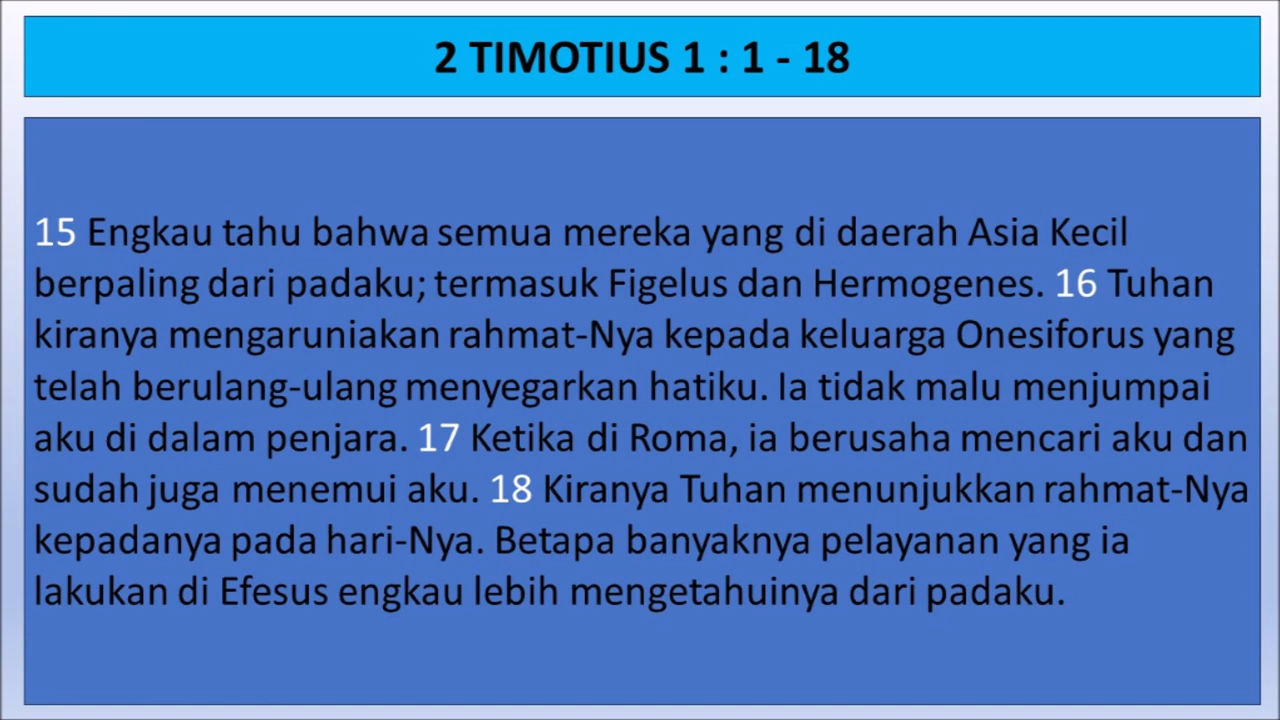 2 TIMOTIUS 1 : 1 - 18
15 Engkau tahu bahwa semua mereka yang di daerah Asia Kecil
berpaling dari padaku; termasuk Figelus dan Hermogenes. 16 Tuhan
kiranya mengaruniakan rahmat-Nya kepada keluarga Onesiforus yang
telah berulang-ulang menyegarkan hatiku. Ia tidak malu menjumpai
aku di dalam penjara. 17 Ketika di Roma, ia berusaha mencari aku dan
sudah juga menemui aku. 18 Kiranya Tuhan menunjukkan rahmat-Nya
kepadanya pada hari-Nya. Betapa banyaknya pelayanan yang ia
lakukan di Efesus engkau lebih mengetahuinya dari padaku.